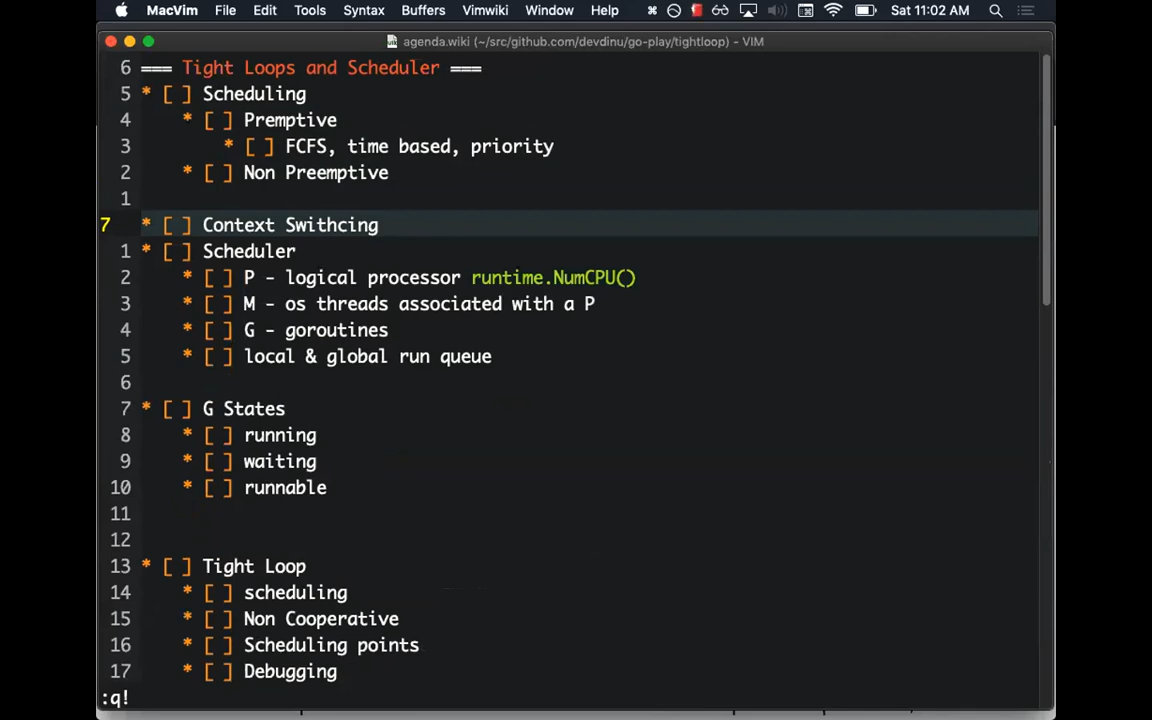 MacVim File Edit Tools Syntax Buffers Vimwiki Window Help Sat 11:02 AM
agenda.wiki (~/src/github.com/devdinu/go-play/tightloop) - VIM
6 === Tight Loops and Scheduler ===
5 * [ ] Scheduling
4 * [ ] Premptive
3 * [ ] FCFS, time based, priority
2 * [ ] Non Preemptive
1
7 * [ ] Context Swithcing
1 * [ ] Scheduler
2 * [ ] P - logical processor runtime.NumCPU()
3 * [ ] M - os threads associated with a P
4 * [ ] G - goroutines
5 * [ ] local & global run queue
6
7 * [ ] G States
8 * [ ] running
9 * [ ] waiting
10 * [ ] runnable
11
12
13 * [ ] Tight Loop
14 * [ ] scheduling
15 * [ ] Non Cooperative
16 * [ ] Scheduling points
17 * [ ] Debugging
:q!